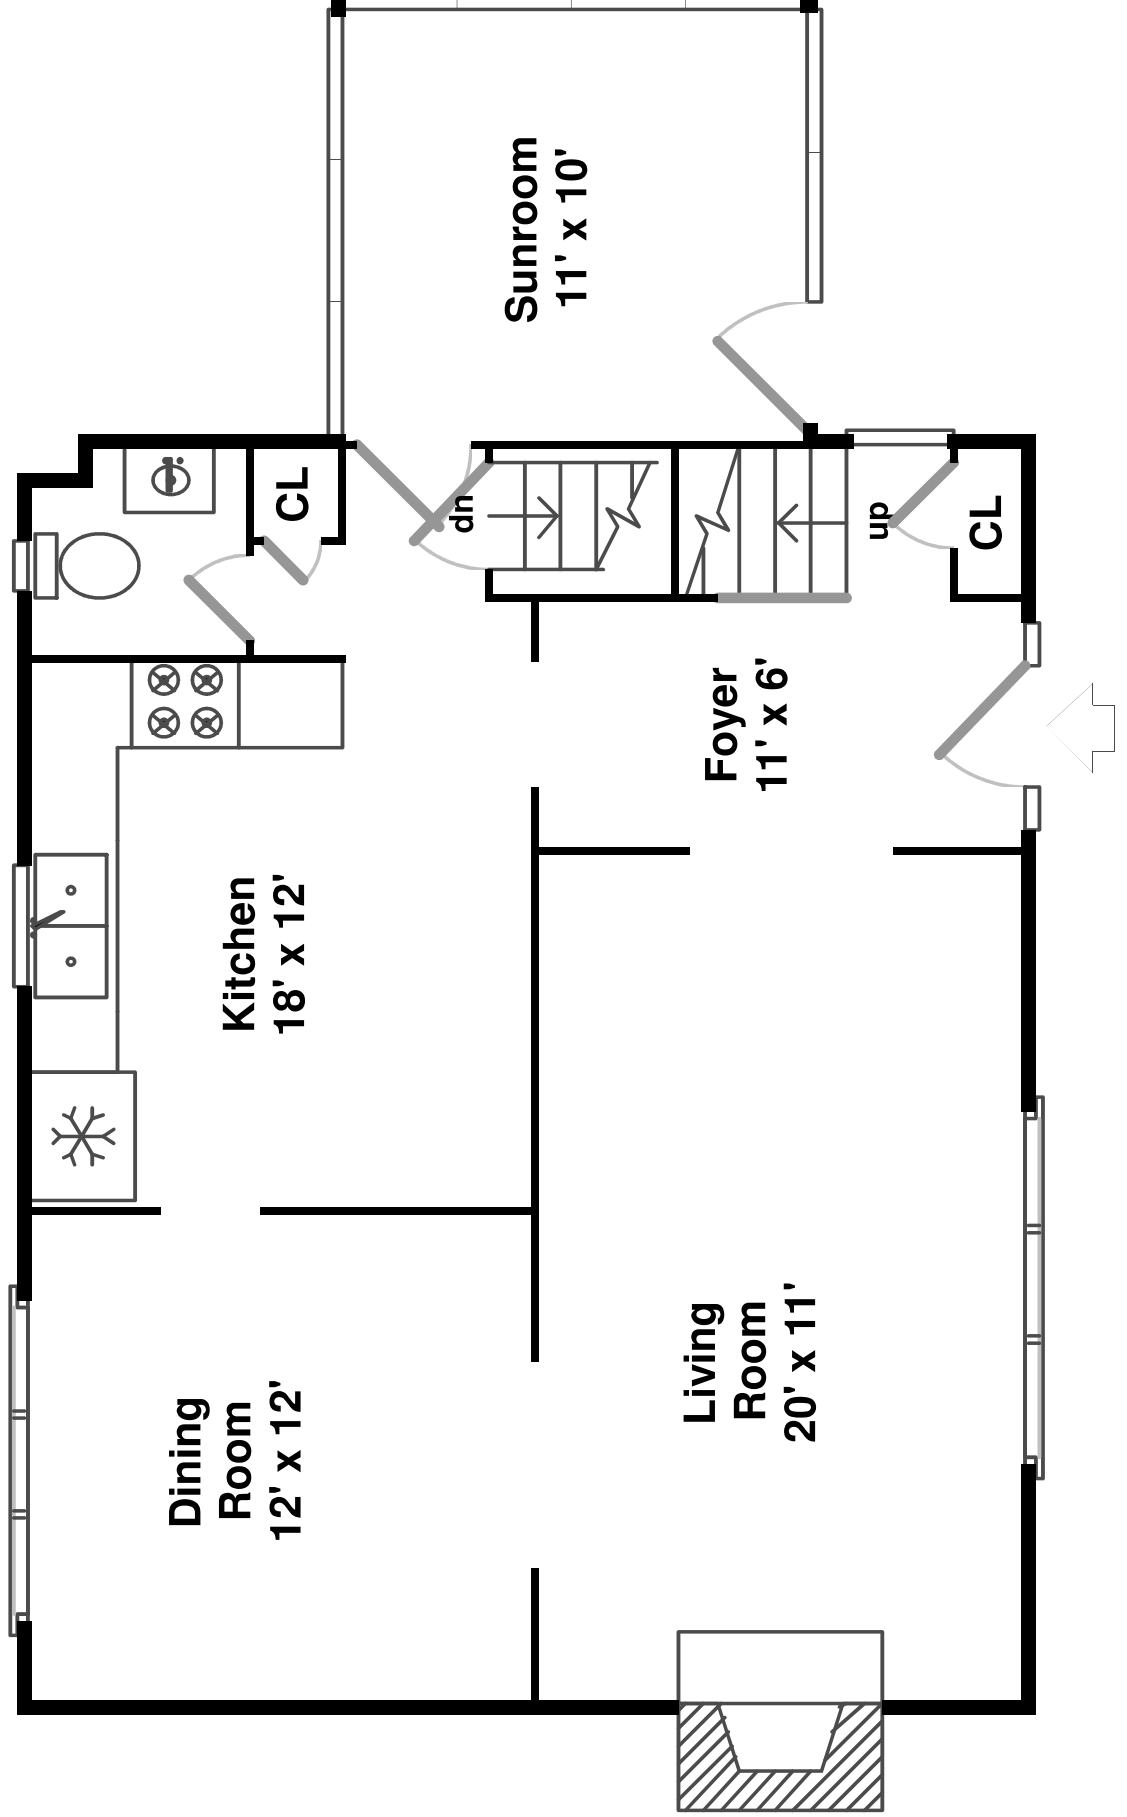 Dining
Room
12' x 12'
Kitchen
18' x 12'
CL
dn
Sunroom
11' x 10'
Living
Room
20' x 11'
Foyer
11' x 6'
up
CL